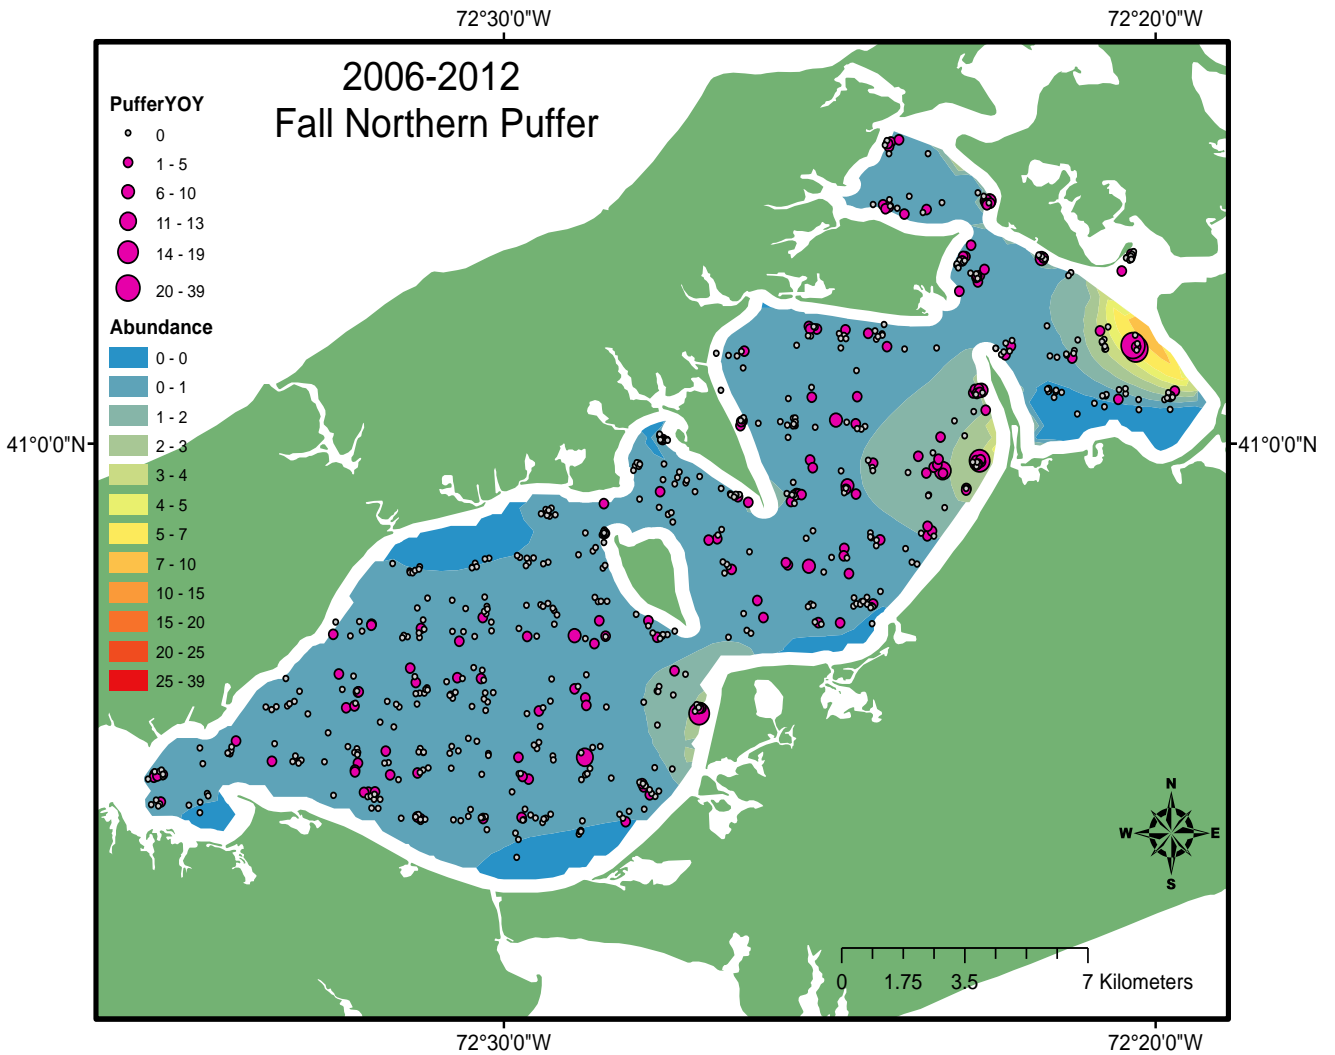 72°30'0"W
72°20'0"W
2006-2012
Fall Northern Puffer
PufferYOY
0
1 - 5
6 - 10
11 - 13
14 - 19
20 - 39
Abundance
0 - 0
0 - 1
1 - 2
2 - 3
3 - 4
4 - 5
5 - 7
7 - 10
10 - 15
15 - 20
20 - 25
25 - 39
41°0'0"N
41°0'0"N
N
W
E
S
0
1.75
3.5
7 Kilometers
72°30'0"W
72°20'0"W